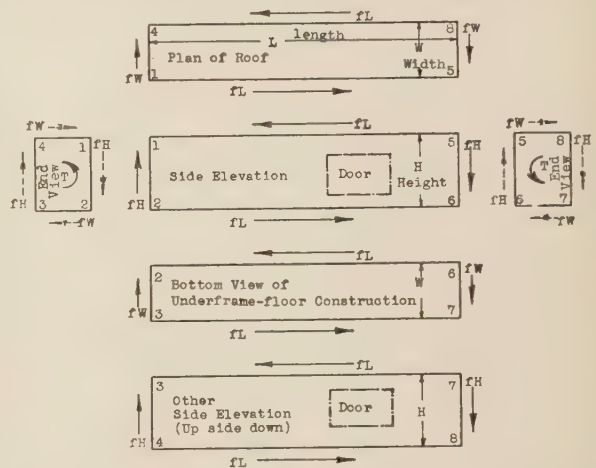 fL
4 length 8 fW
L W
Plan of Roof Width
fW 1 5
fL
fW fL fW
4 1 fH 1 5 fH 5 8
End View T Side Elevation Door H Height T End View
fH 3 2 fH 2 6 fH 6 7
fW fL fW
fL
2 W 6 fW
Bottom View of
Underframe-floor Construction
fW 3 7
fL
fL
3 7 fH
Other Door H
Side Elevation
(Up side down)
fH 4 8
fL